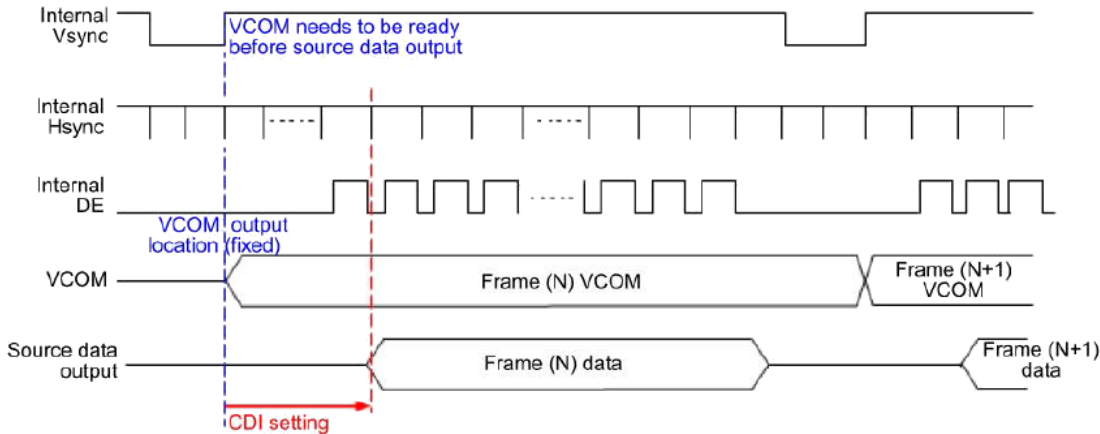 Internal
Vsync
VCOM needs to be ready
before source data output
Internal
Hsync
Internal
DE
VCOM output
location (fixed)
VCOM
Frame (N) VCOM
Frame (N+1)
VCOM
Source data
output
Frame (N) data
Frame (N+1)
data
CDI setting